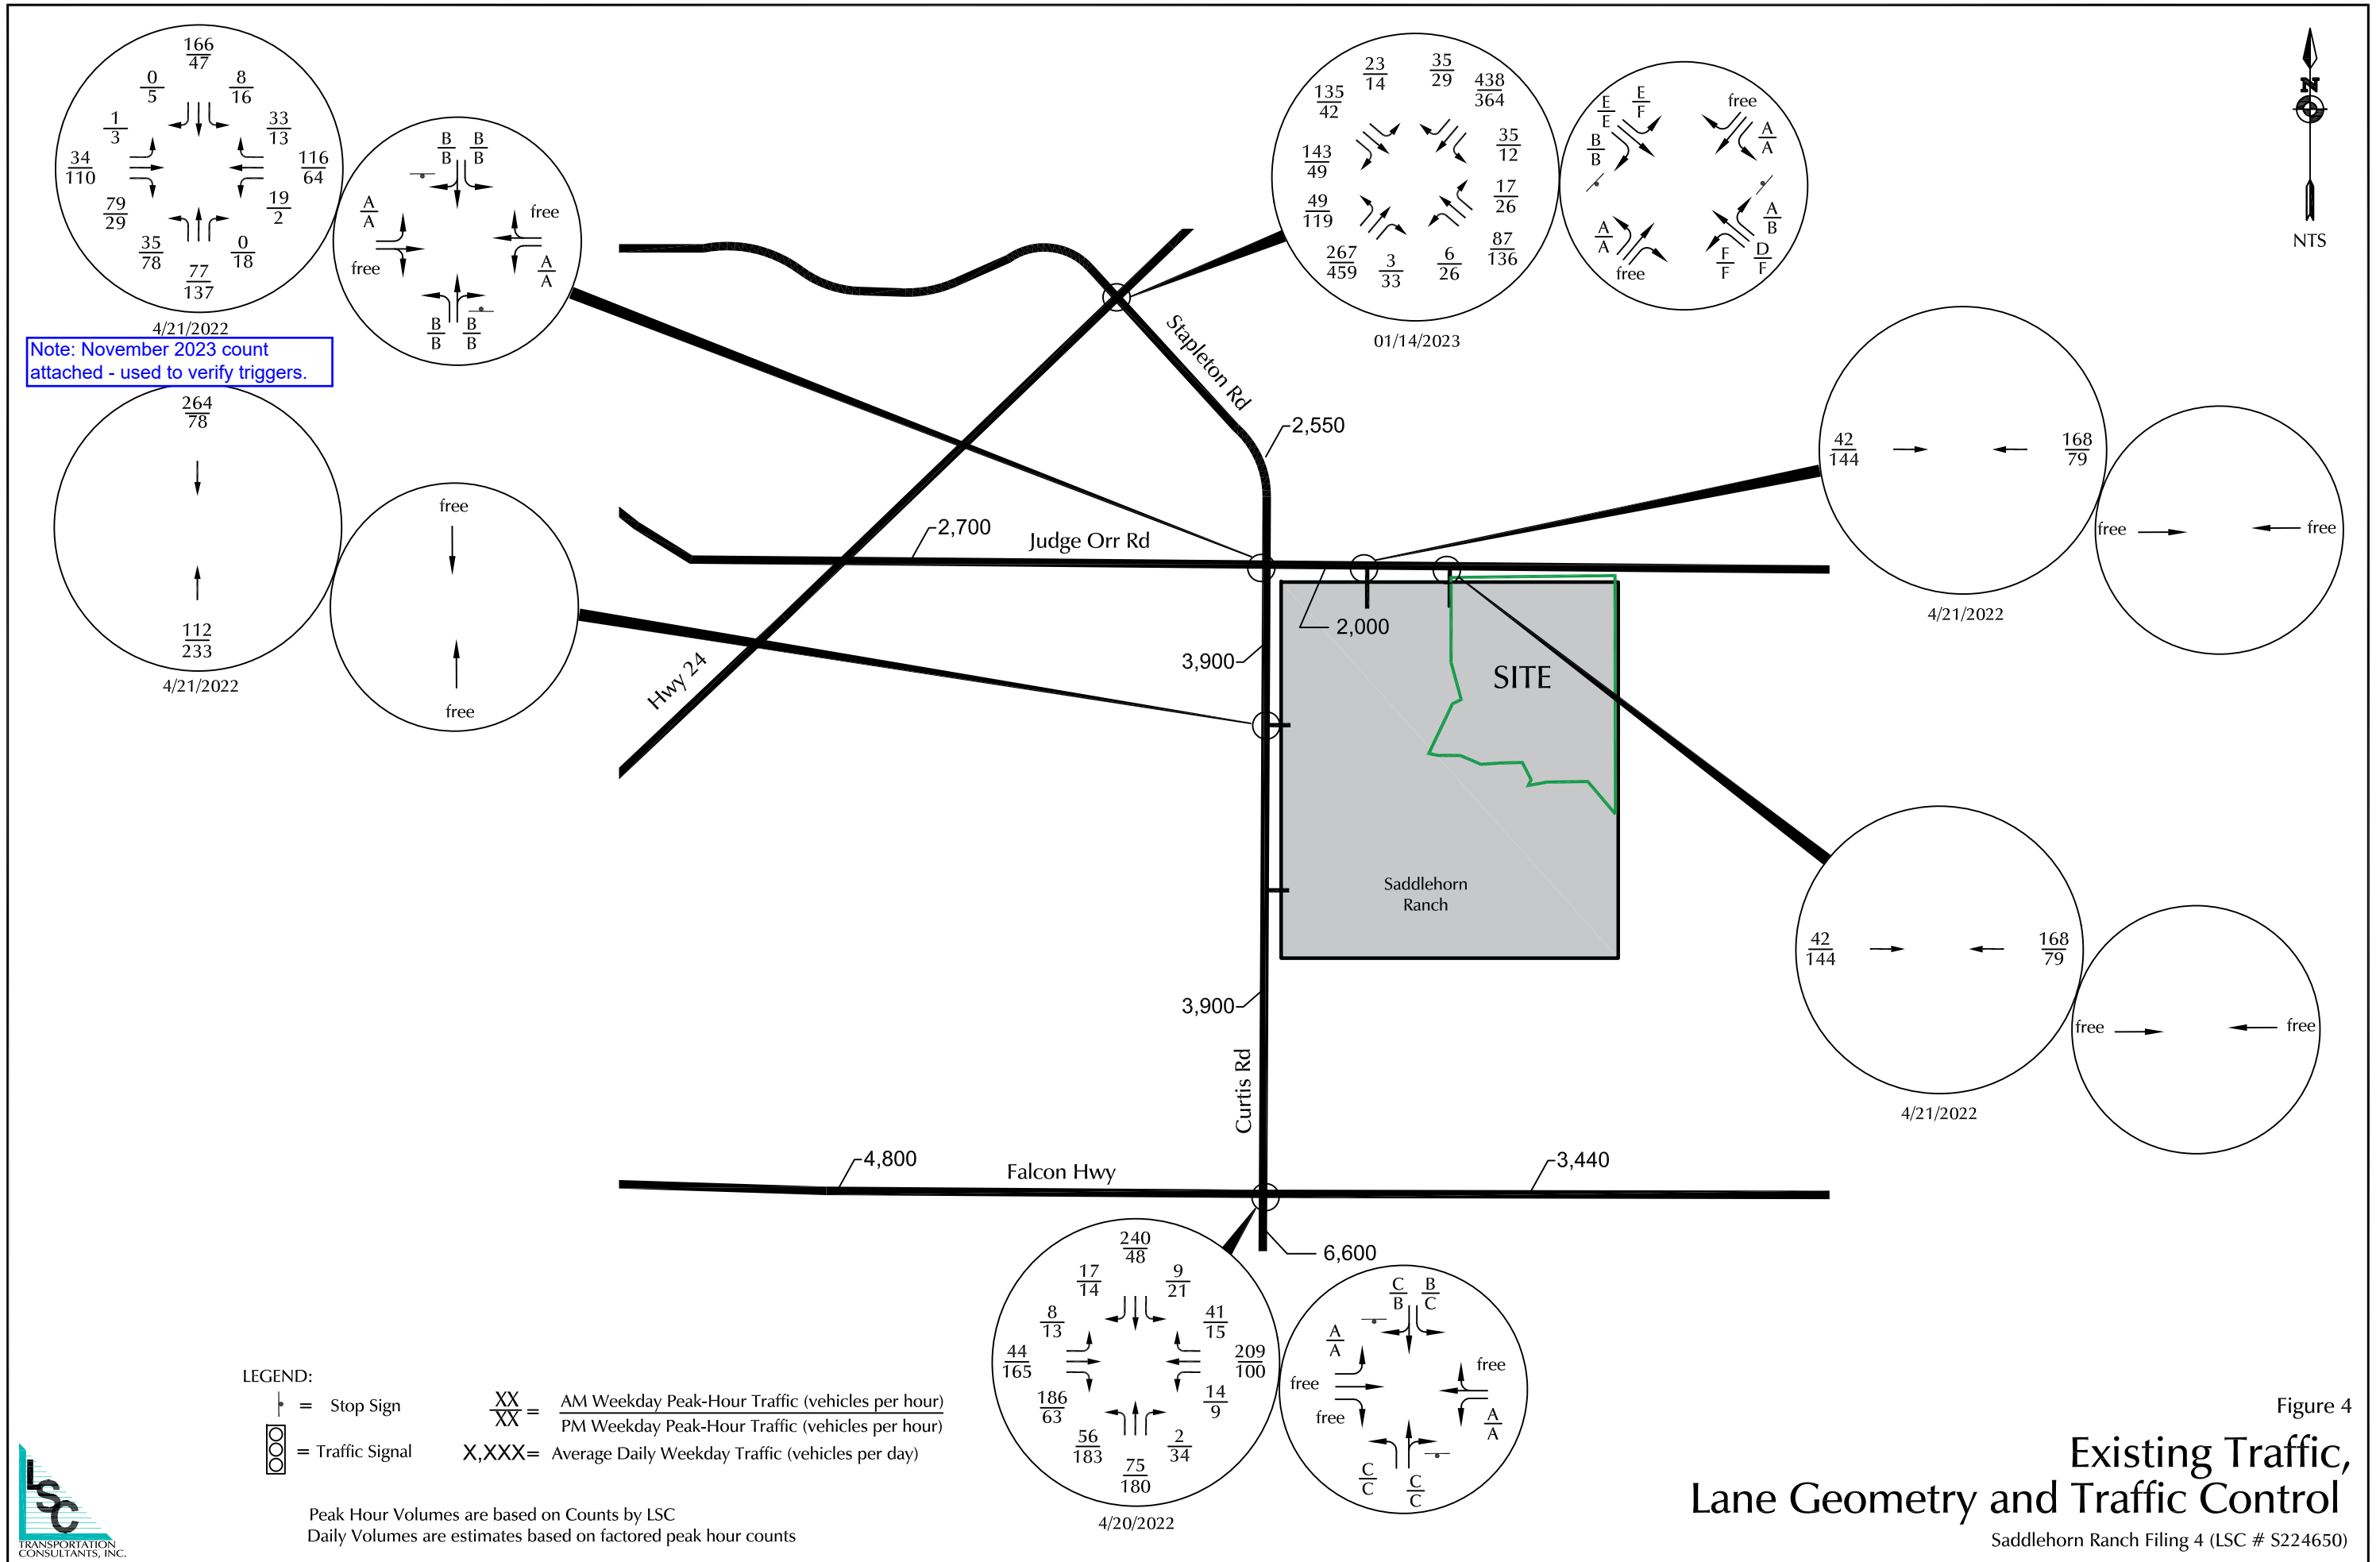 166
47
0
5
8
16
1
3
33
13
34
110
116
64
79
29
19
2
35
78
0
18
77
137
4/21/2022
B B
B B
A
A
free
free
A
A
B B
B B
Note: November 2023 count
attached - used to verify triggers.
264
78
112
233
4/21/2022
free
free
23
14
35
29
135
42
438
364
143
49
35
12
49
119
17
26
267
459
3
33
6
26
87
136
01/14/2023
E
E
E
F
free
B
B
A
A
A
A
A
B
free
F
F
D
F
N
NTS
Stapleton Rd
2,550
2,700
Judge Orr Rd
2,000
3,900
Hwy 24
SITE
Saddlehorn
Ranch
3,900
Curtis Rd
42
144
168
79
4/21/2022
free
free
42
144
168
79
4/21/2022
free
free
4,800
Falcon Hwy
3,440
6,600
240
48
17
14
9
21
8
13
41
15
44
165
209
100
186
63
14
9
56
183
2
34
75
180
4/20/2022
C B
B C
A
A
free
free
free
A
A
C
C
C
C
LEGEND:
= Stop Sign
= Traffic Signal
XX
XX
=
AM Weekday Peak-Hour Traffic (vehicles per hour)
PM Weekday Peak-Hour Traffic (vehicles per hour)
X,XXX= Average Daily Weekday Traffic (vehicles per day)
Peak Hour Volumes are based on Counts by LSC
Daily Volumes are estimates based on factored peak hour counts
LSC
TRANSPORTATION
CONSULTANTS, INC.
Figure 4
Existing Traffic,
Lane Geometry and Traffic Control
Saddlehorn Ranch Filing 4 (LSC # S224650)